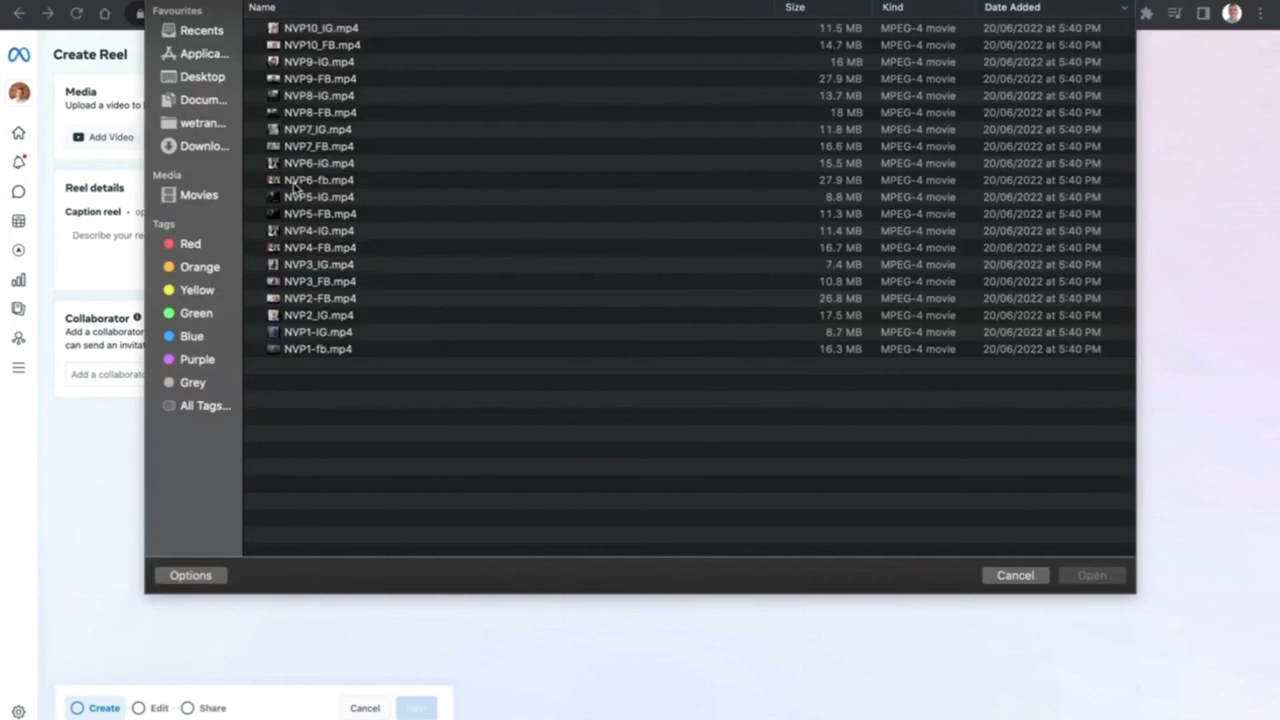 Favourites
Name Size Kind Date Added
Recents
NVP10_IG.mp4 11.5 MB MPEG-4 movie 20/06/2022 at 5:40 PM
NVP10_FB.mp4 14.7 MB MPEG-4 movie 20/06/2022 at 5:40 PM
Create Reel
Applica...
NVP9-IG.mp4 16 MB MPEG-4 movie 20/06/2022 at 5:40 PM
Desktop
NVP9-FB.mp4 27.9 MB MPEG-4 movie 20/06/2022 at 5:40 PM
Media
Docum...
NVP8-IG.mp4 13.7 MB MPEG-4 movie 20/06/2022 at 5:40 PM
Upload a video to
NVP8-FB.mp4 18 MB MPEG-4 movie 20/06/2022 at 5:40 PM
wetran...
NVP7_IG.mp4 11.8 MB MPEG-4 movie 20/06/2022 at 5:40 PM
Add Video
Downlo...
NVP7_FB.mp4 16.6 MB MPEG-4 movie 20/06/2022 at 5:40 PM
NVP6-IG.mp4 15.5 MB MPEG-4 movie 20/06/2022 at 5:40 PM
Media
NVP6-fb.mp4 27.9 MB MPEG-4 movie 20/06/2022 at 5:40 PM
Reel details
Movies
NVP5-IG.mp4 8.8 MB MPEG-4 movie 20/06/2022 at 5:40 PM
Caption reel • op
NVP5-FB.mp4 11.3 MB MPEG-4 movie 20/06/2022 at 5:40 PM
Tags
NVP4-IG.mp4 11.4 MB MPEG-4 movie 20/06/2022 at 5:40 PM
Describe your re
Red
NVP4-FB.mp4 16.7 MB MPEG-4 movie 20/06/2022 at 5:40 PM
Orange
NVP3_IG.mp4 7.4 MB MPEG-4 movie 20/06/2022 at 5:40 PM
NVP3_FB.mp4 10.8 MB MPEG-4 movie 20/06/2022 at 5:40 PM
Yellow
NVP2-FB.mp4 26.8 MB MPEG-4 movie 20/06/2022 at 5:40 PM
Green
NVP2_IG.mp4 17.5 MB MPEG-4 movie 20/06/2022 at 5:40 PM
Collaborator
Add a collaborator
Blue
NVP1-IG.mp4 8.7 MB MPEG-4 movie 20/06/2022 at 5:40 PM
can send an invitat
NVP1-fb.mp4 16.3 MB MPEG-4 movie 20/06/2022 at 5:40 PM
Purple
Add a collaborato
Grey
All Tags...
Options Cancel Open
Create Edit Share Cancel Next